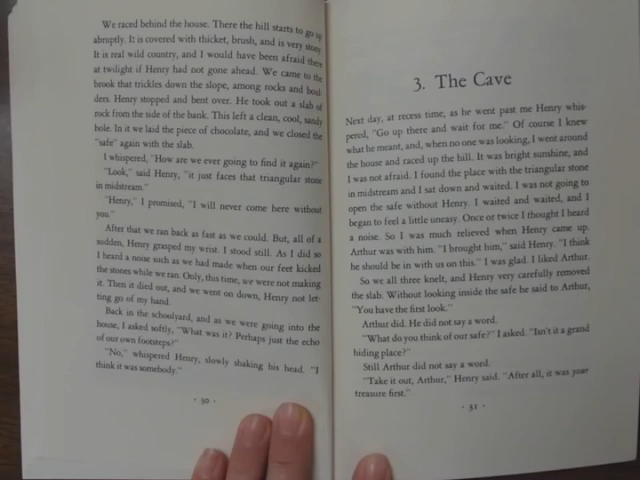 We raced behind the house. There the hill starts to go up
abruptly. It is covered with thicket, brush, and is very stony.
It is real wild country, and I would have been afraid there
at twilight if Henry had not gone ahead. We came to the
brook that trickles down the slope, among rocks and boul-
ders. Henry stopped and bent over. He took out a slab of
rock from the side of the bank. This left a clean, cool, sandy
hole. In it we laid the piece of chocolate, and we closed the
"safe" again with the slab.
I whispered, "How are we ever going to find it again?"
"Look," said Henry, "it just faces that triangular stone
in midstream."
"Henry," I promised, "I will never come here without
you."
After that we ran back as fast as we could. But, all of a
sudden, Henry grasped my wrist. I stood still. As I did so
I heard a noise such as we had made when our feet kicked
the stones while we ran. Only, this time, we were not making
it. Then it died out, and we went on down, Henry not let-
ting go of my hand.
Back in the schoolyard, and as we were going into the
house, I asked softly, "What was it? Perhaps just the echo
of our own footsteps?"
"No," whispered Henry, slowly shaking his head. "I
think it was somebody."
· 30 ·
3. The Cave
Next day, at recess time, as he went past me Henry whis-
pered, "Go up there and wait for me." Of course I knew
what he meant, and, when no one was looking, I went around
the house and raced up the hill. It was bright sunshine, and
I was not afraid. I found the place with the triangular stone
in midstream and I sat down and waited. I was not going to
open the safe without Henry. I waited and waited, and I
began to feel a little uneasy. Once or twice I thought I heard
a noise. So I was much relieved when Henry came up.
Arthur was with him. "I brought him," said Henry. "I think
he should be in with us on this." I was glad. I liked Arthur.
So we all three knelt, and Henry very carefully removed
the slab. Without looking inside the safe he said to Arthur,
"You have the first look."
Arthur did. He did not say a word.
"What do you think of our safe?" I asked. "Isn't it a grand
hiding place?"
Still Arthur did not say a word.
"Take it out, Arthur," Henry said. "After all, it was your
treasure first."
· 31 ·